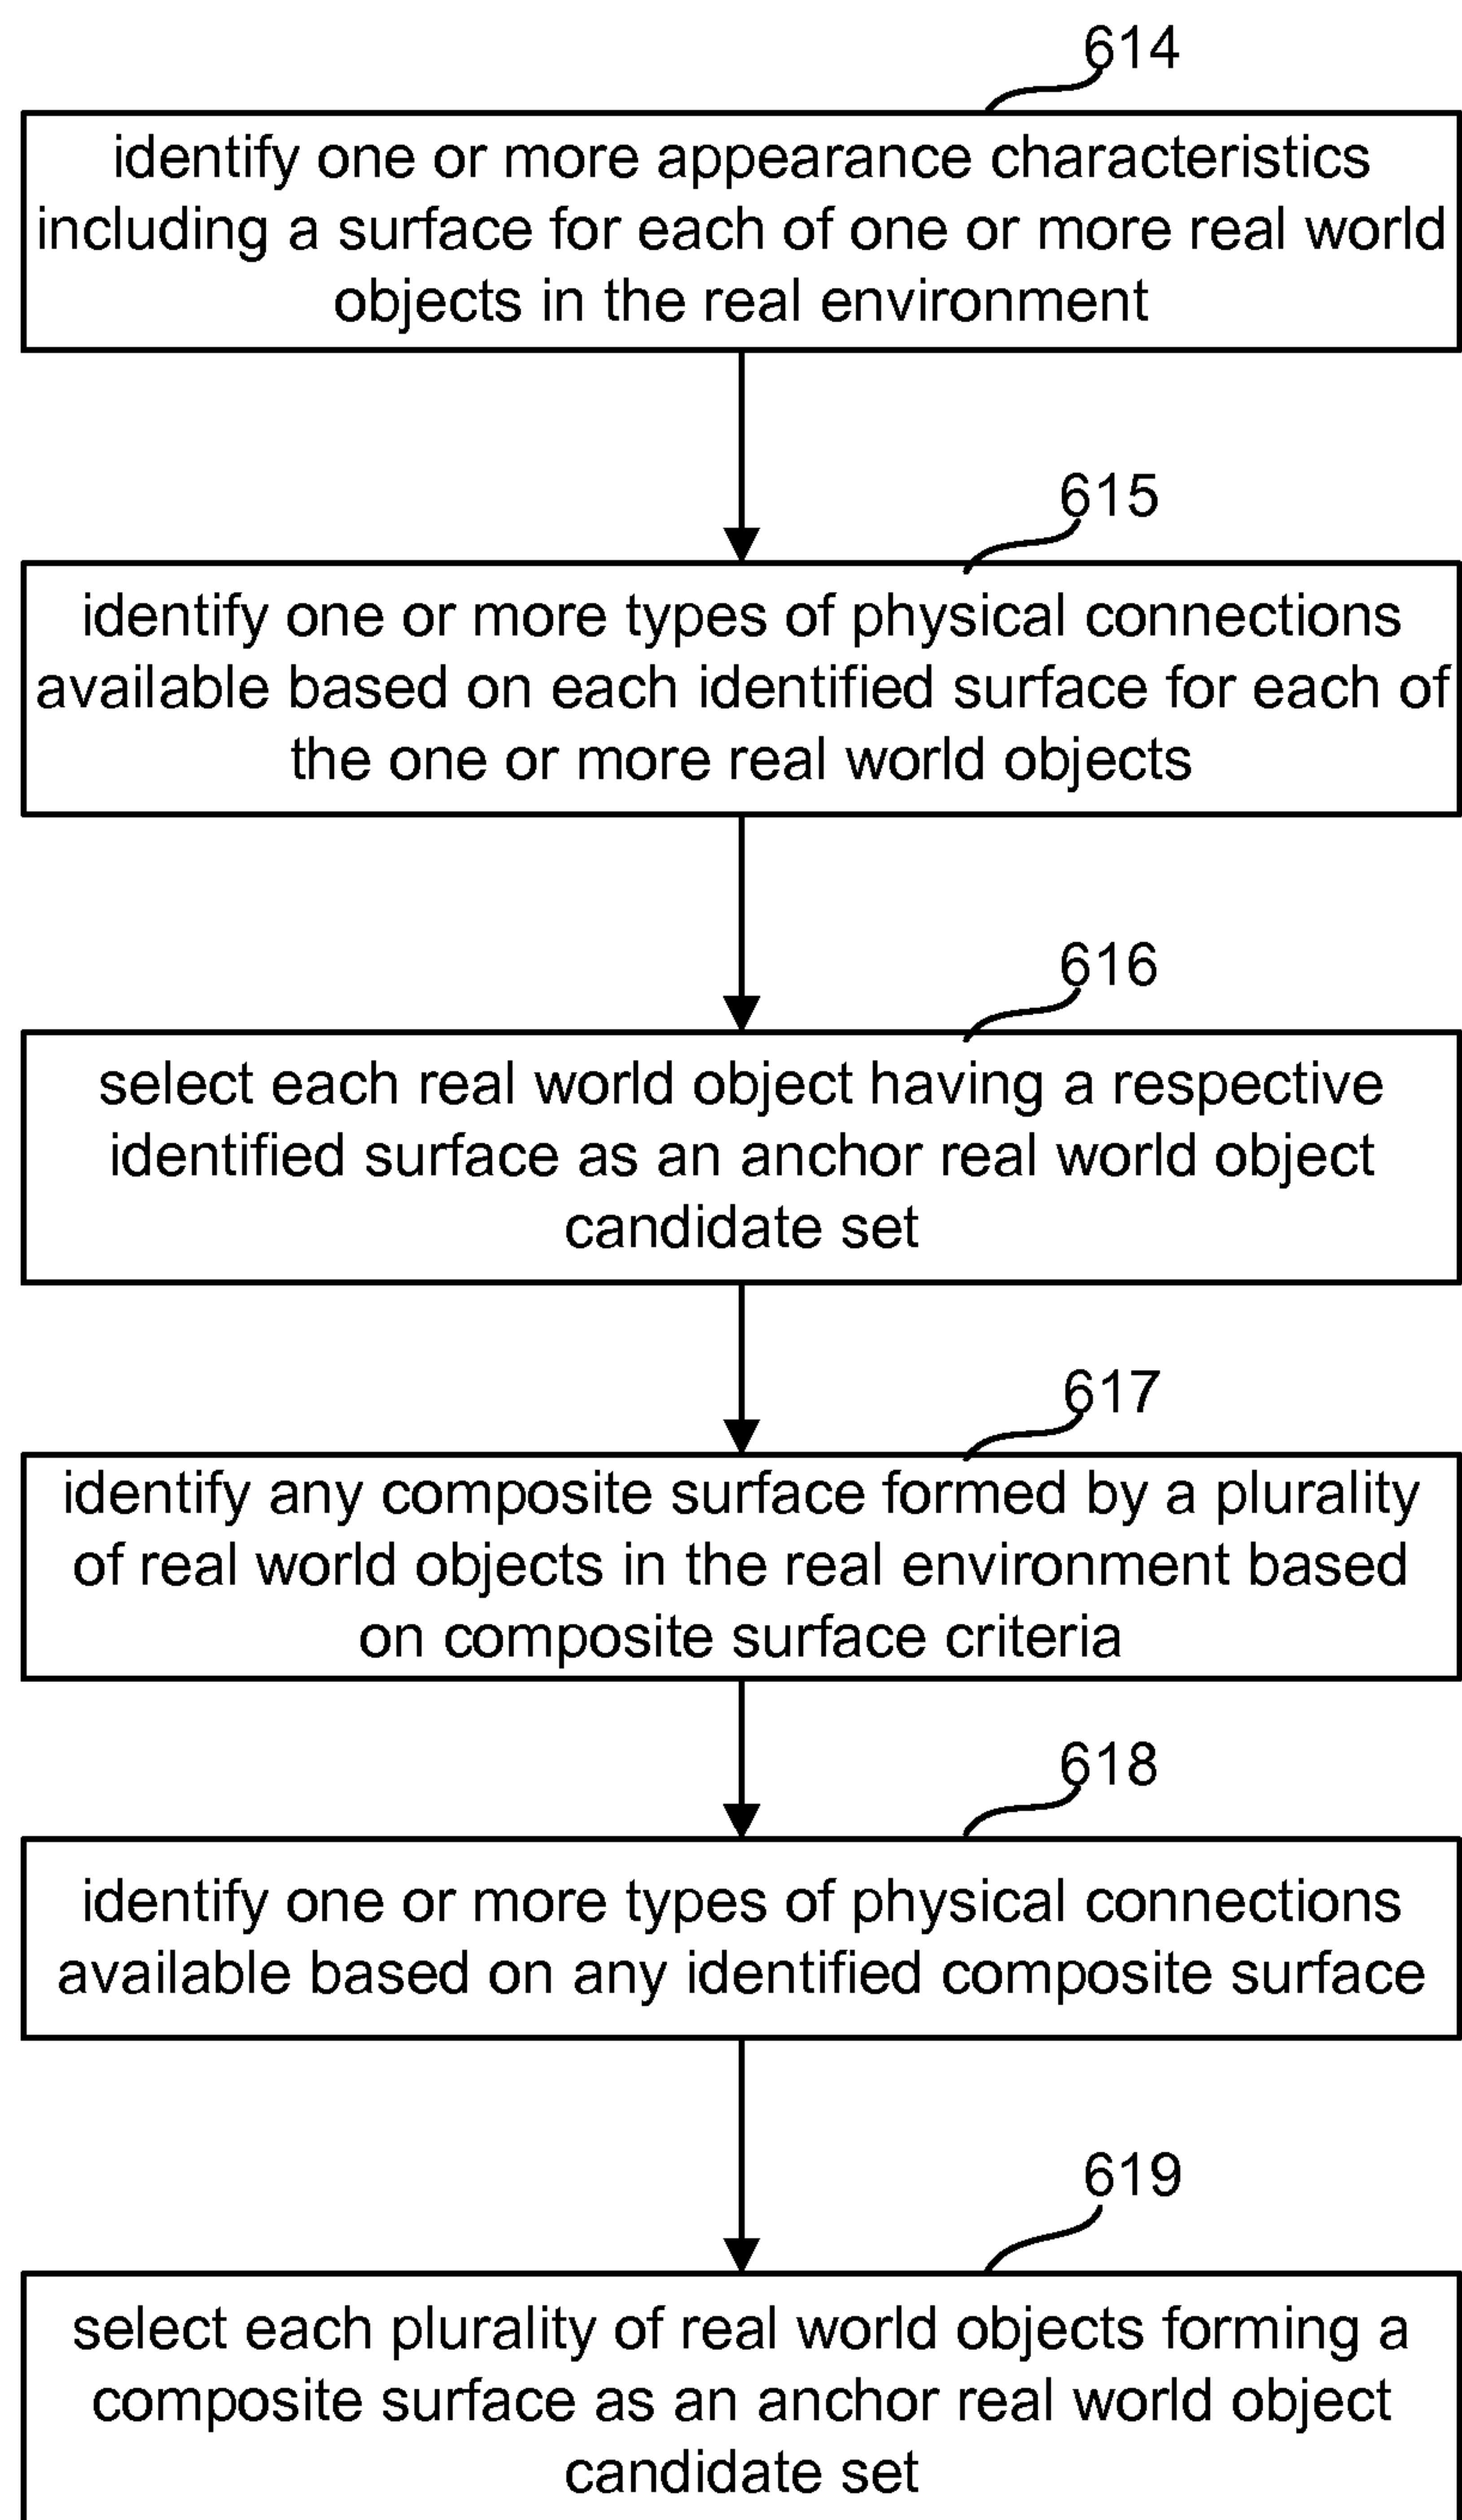 614
identify one or more appearance characteristics
including a surface for each of one or more real world
objects in the real environment
615
identify one or more types of physical connections
available based on each identified surface for each of
the one or more real world objects
616
select each real world object having a respective
identified surface as an anchor real world object
candidate set
617
identify any composite surface formed by a plurality
of real world objects in the real environment based
on composite surface criteria
618
identify one or more types of physical connections
available based on any identified composite surface
619
select each plurality of real world objects forming a
composite surface as an anchor real world object
candidate set